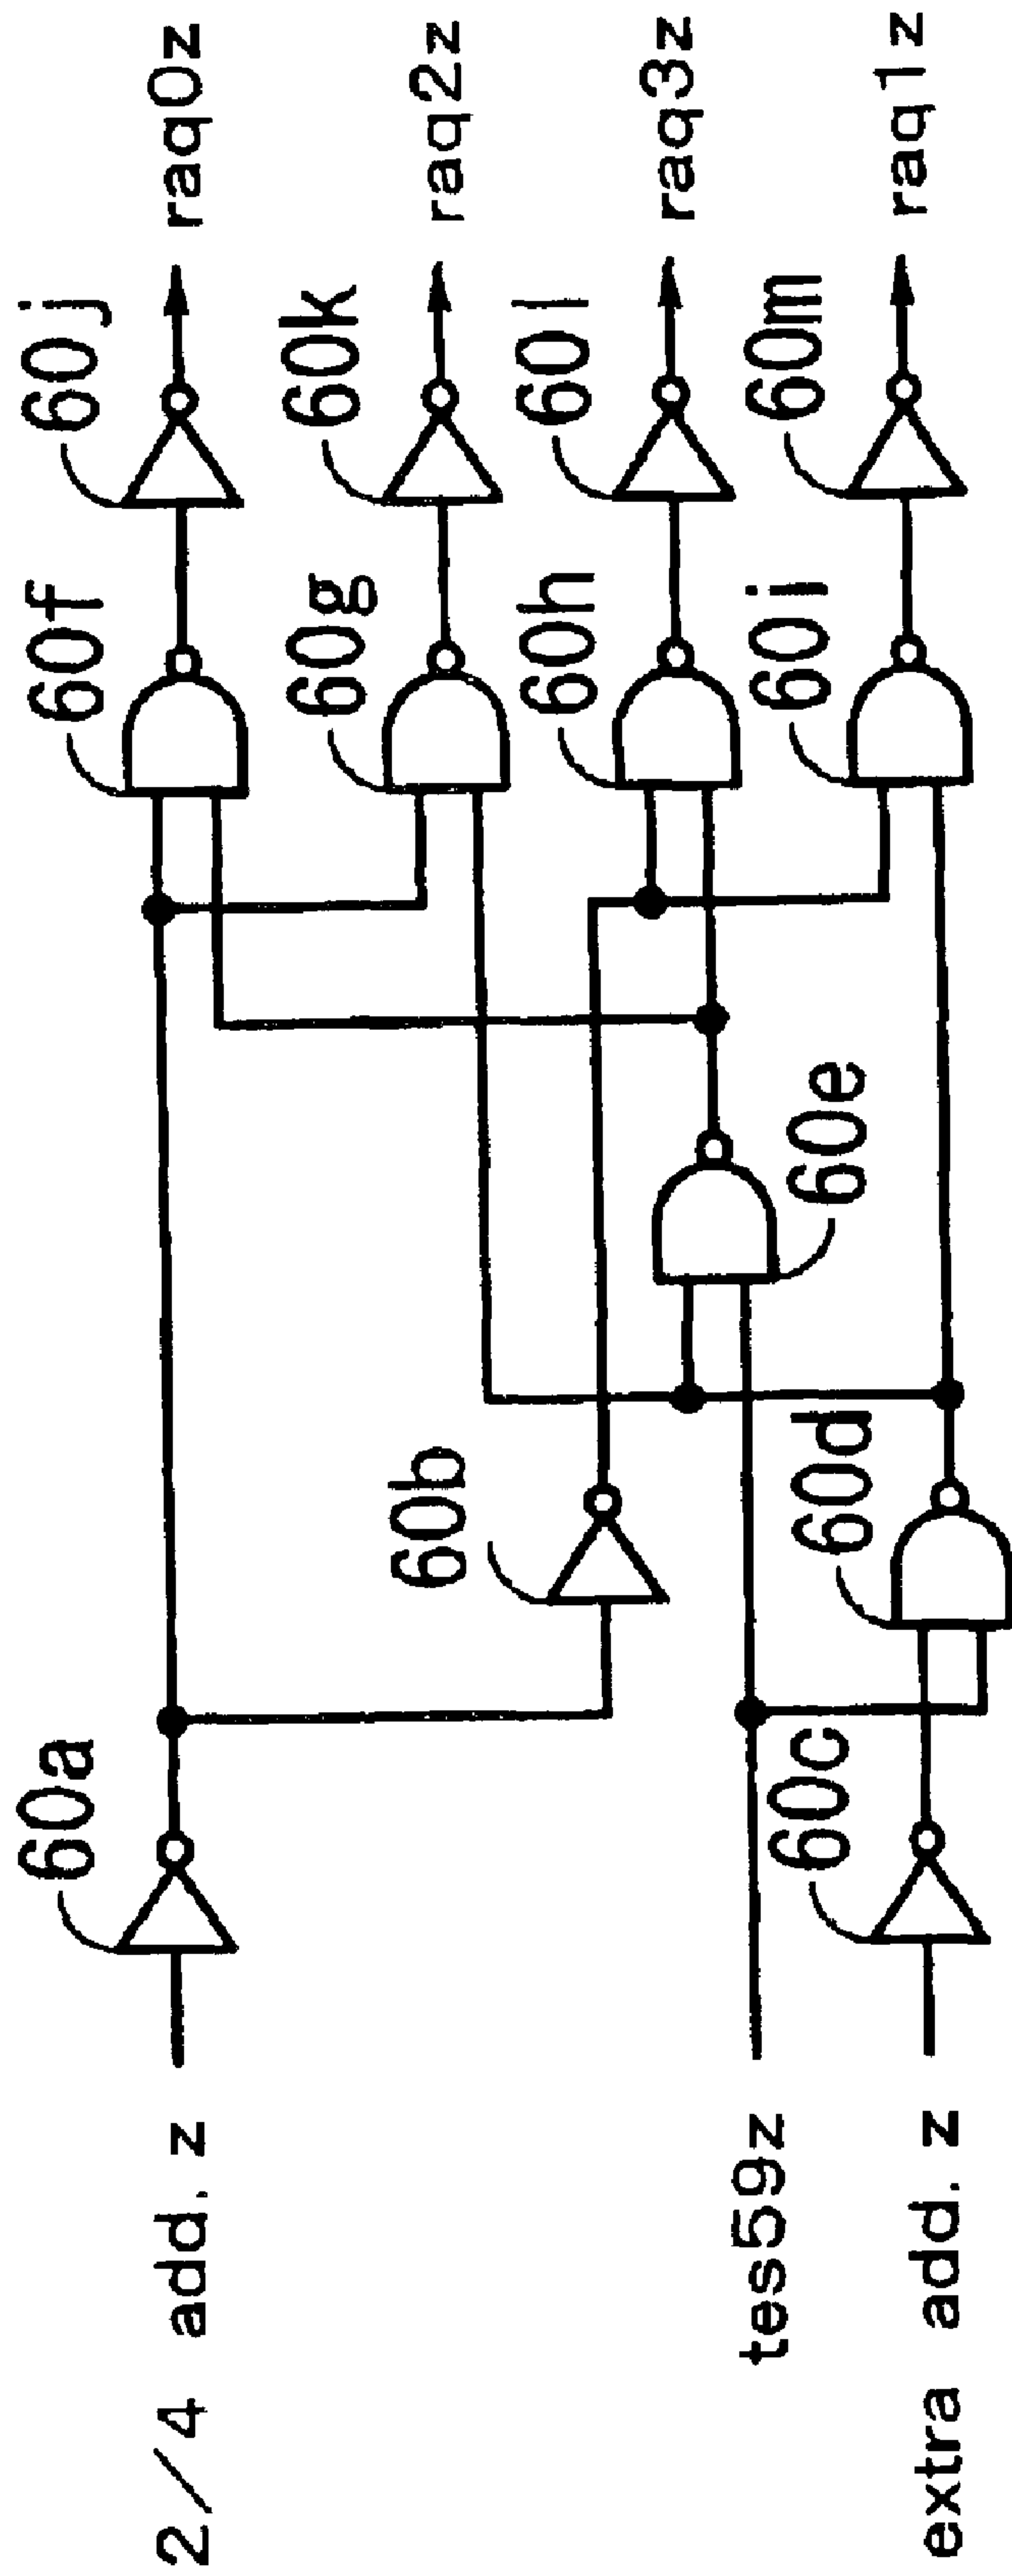 2/4 add. z
tes59z
extra add. z
60a
60b
60c
60d
60e
60f
60g
60h
60i
60j
60k
60l
60m
raq0z
raq2z
raq3z
raq1z